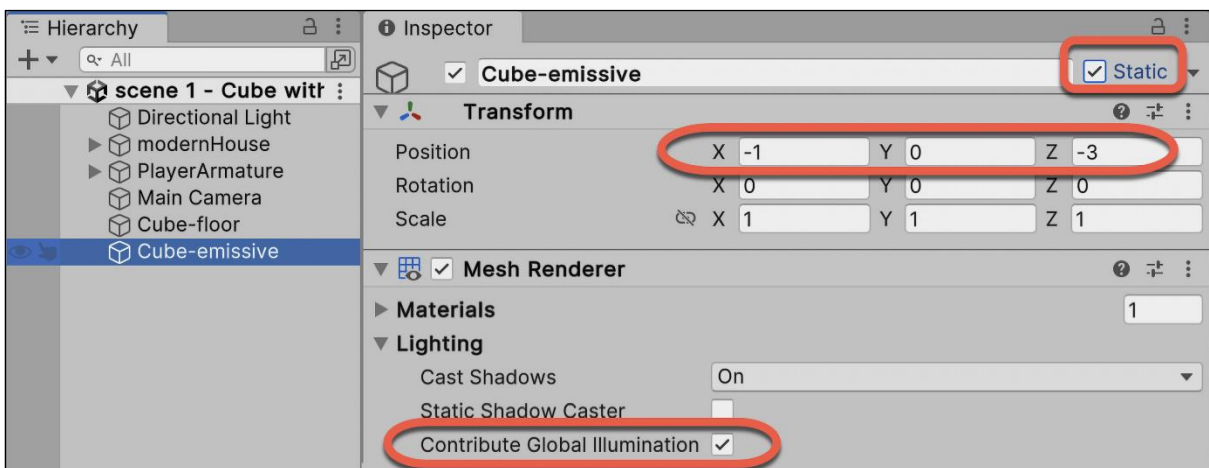 Hierarchy
All
scene 1 - Cube with
Directional Light
modernHouse
PlayerArmature
Main Camera
Cube-floor
Cube-emissive
Inspector
Cube-emissive Static
Transform
Position X -1 Y 0 Z -3
Rotation X 0 Y 0 Z 0
Scale X 1 Y 1 Z 1
Mesh Renderer
Materials 1
Lighting
Cast Shadows On
Static Shadow Caster
Contribute Global Illumination